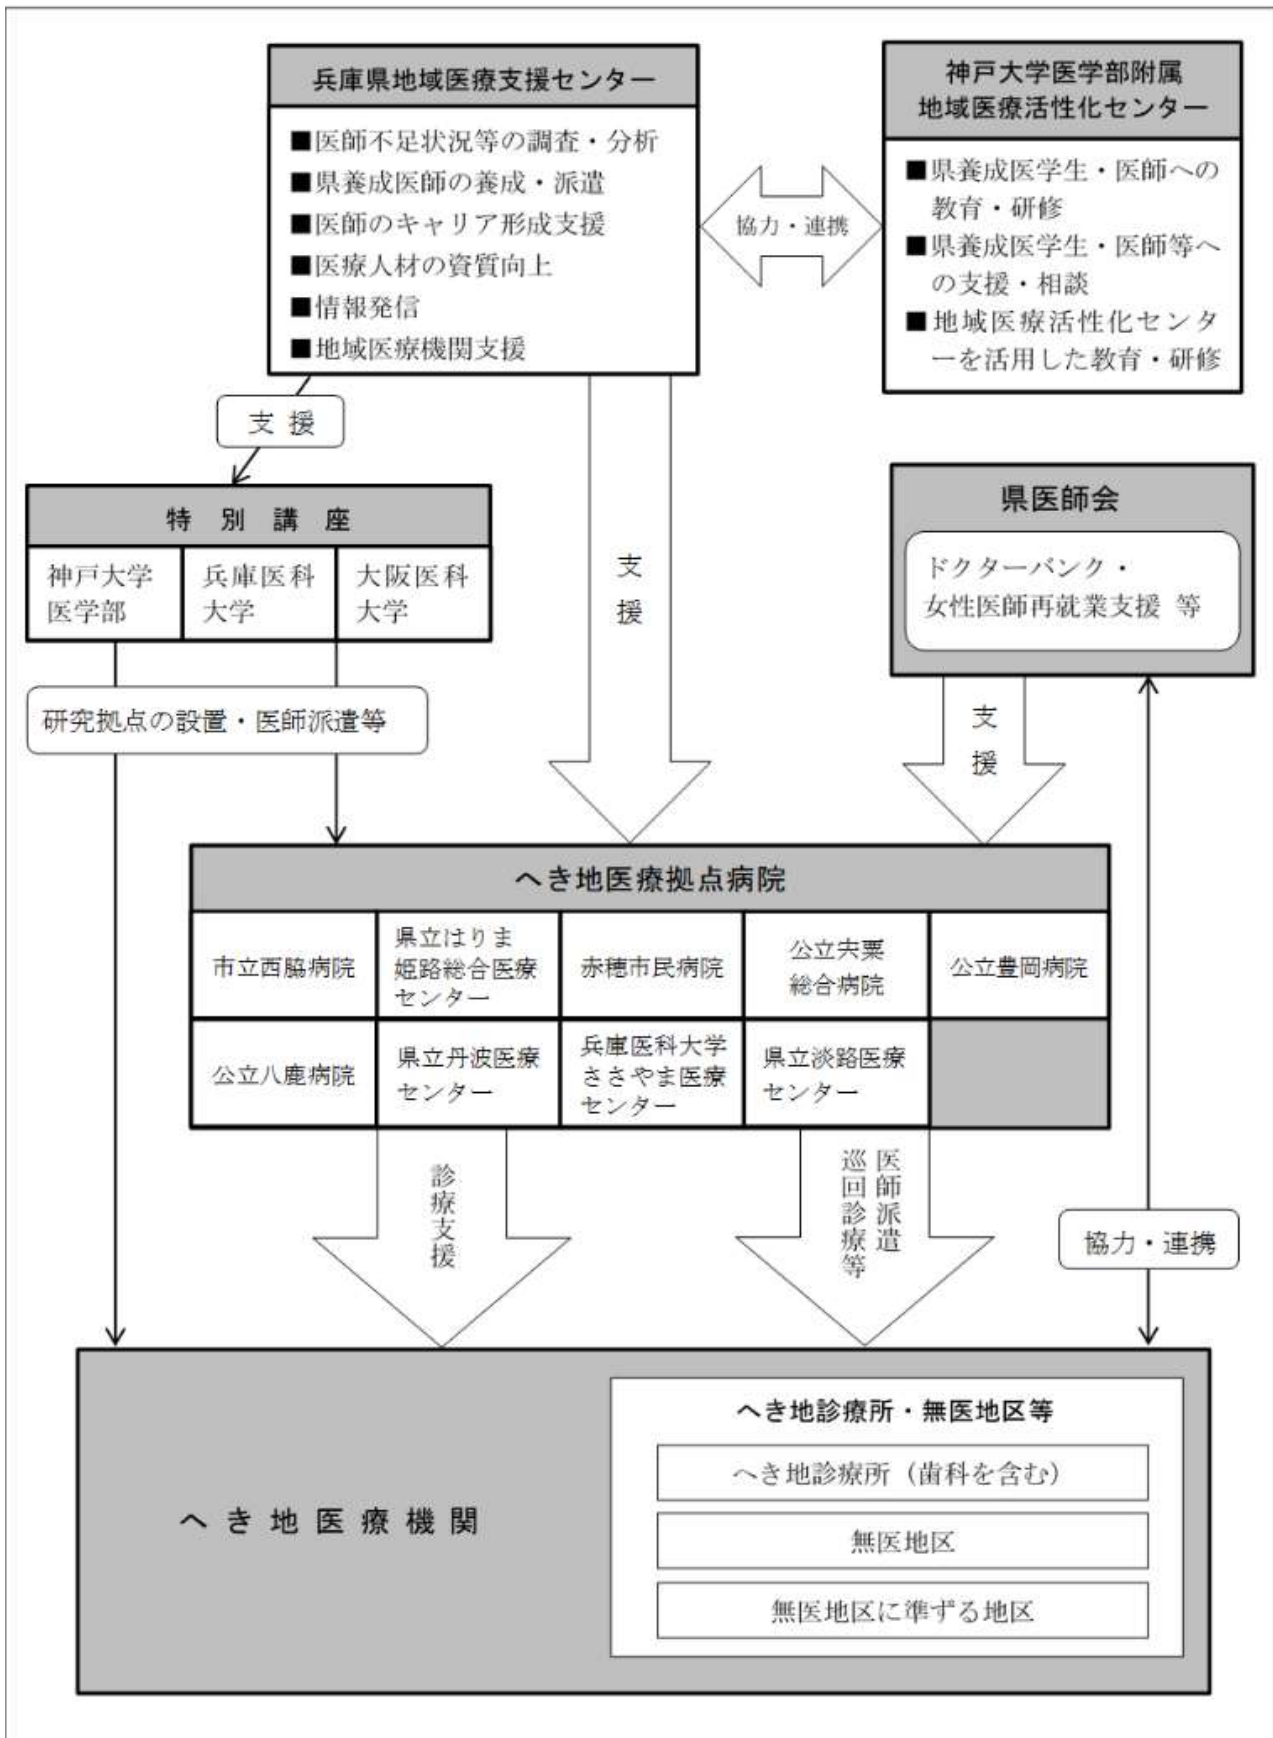 兵庫県地域医療支援センター
■医師不足状況等の調査・分析
■県養成医師の養成・派遣
■医師のキャリア形成支援
■医療人材の資質向上
■情報発信
■地域医療機関支援
協力・連携
神戸大学医学部附属
地域医療活性化センター
■県養成医学生・医師への
教育・研修
■県養成医学生・医師等へ
の支援・相談
■地域医療活性化センタ
ーを活用した教育・研修
支 援
特 別 講 座
神戸大学
医学部
兵庫医科
大学
大阪医科
大学
支援
県医師会
ドクターバンク・
女性医師再就業支援 等
研究拠点の設置・医師派遣等
支援
へき地医療拠点病院
市立西脇病院
県立はりま
姫路総合医療
センター
赤穂市民病院
公立宍粟
総合病院
公立豊岡病院
公立八鹿病院
県立丹波医療
センター
兵庫医科大学
ささやま医療
センター
県立淡路医療
センター
診療支援
医師派遣
巡回診療等
協力・連携
へ き 地 医 療 機 関
へき地診療所・無医地区等
へき地診療所（歯科を含む）
無医地区
無医地区に準ずる地区